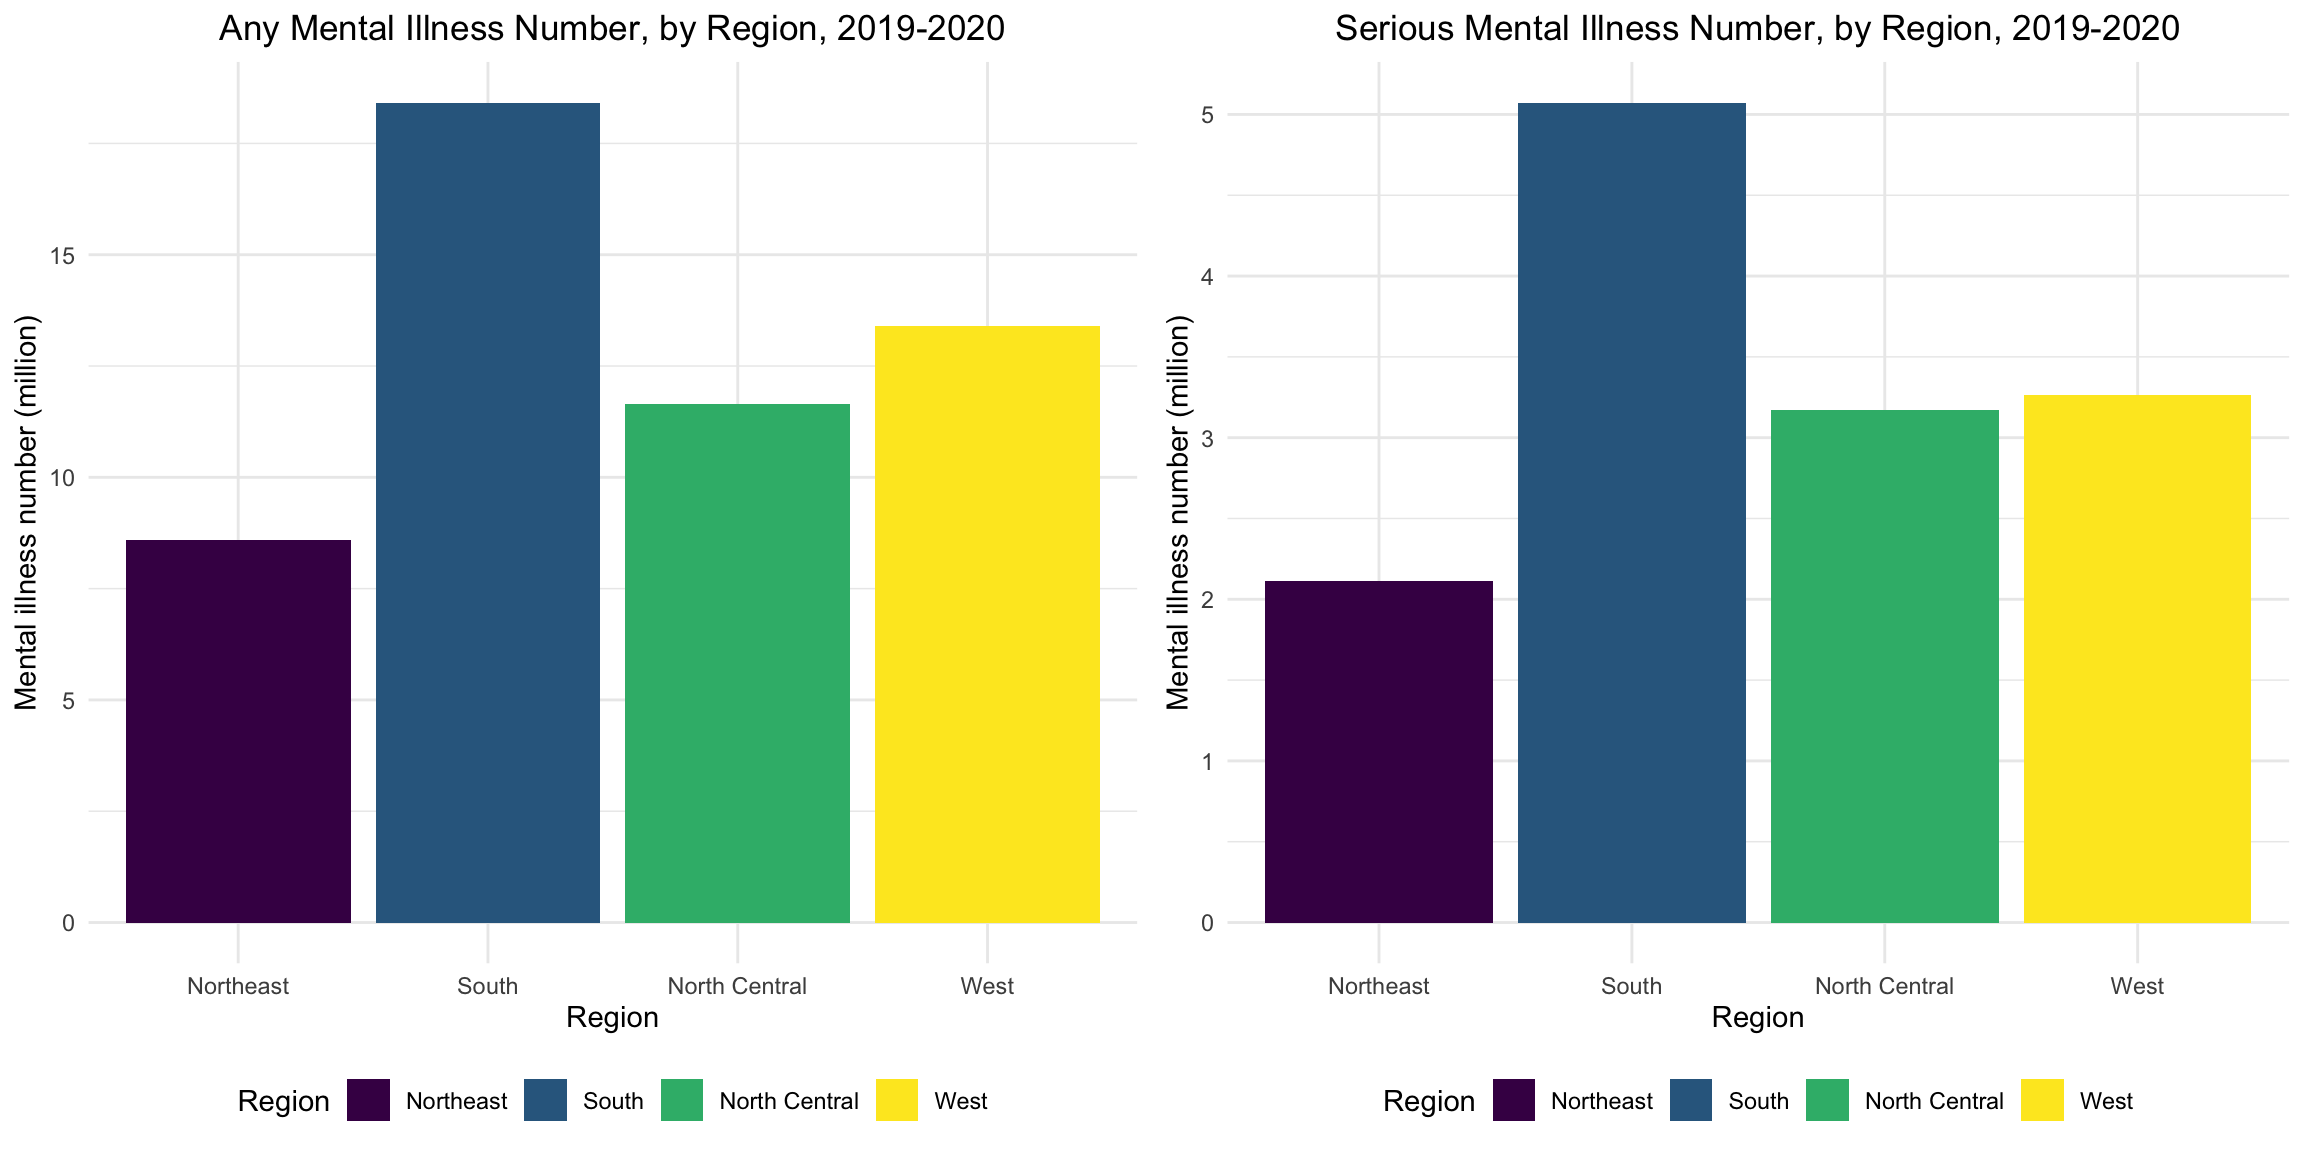 Any Mental Illness Number, by Region, 2019-2020
Mental illness number (million)
15
10
5
0
Northeast South North Central West
Region
Region Northeast South North Central West
Serious Mental Illness Number, by Region, 2019-2020
Mental illness number (million)
5
4
3
2
1
0
Northeast South North Central West
Region
Region Northeast South North Central West